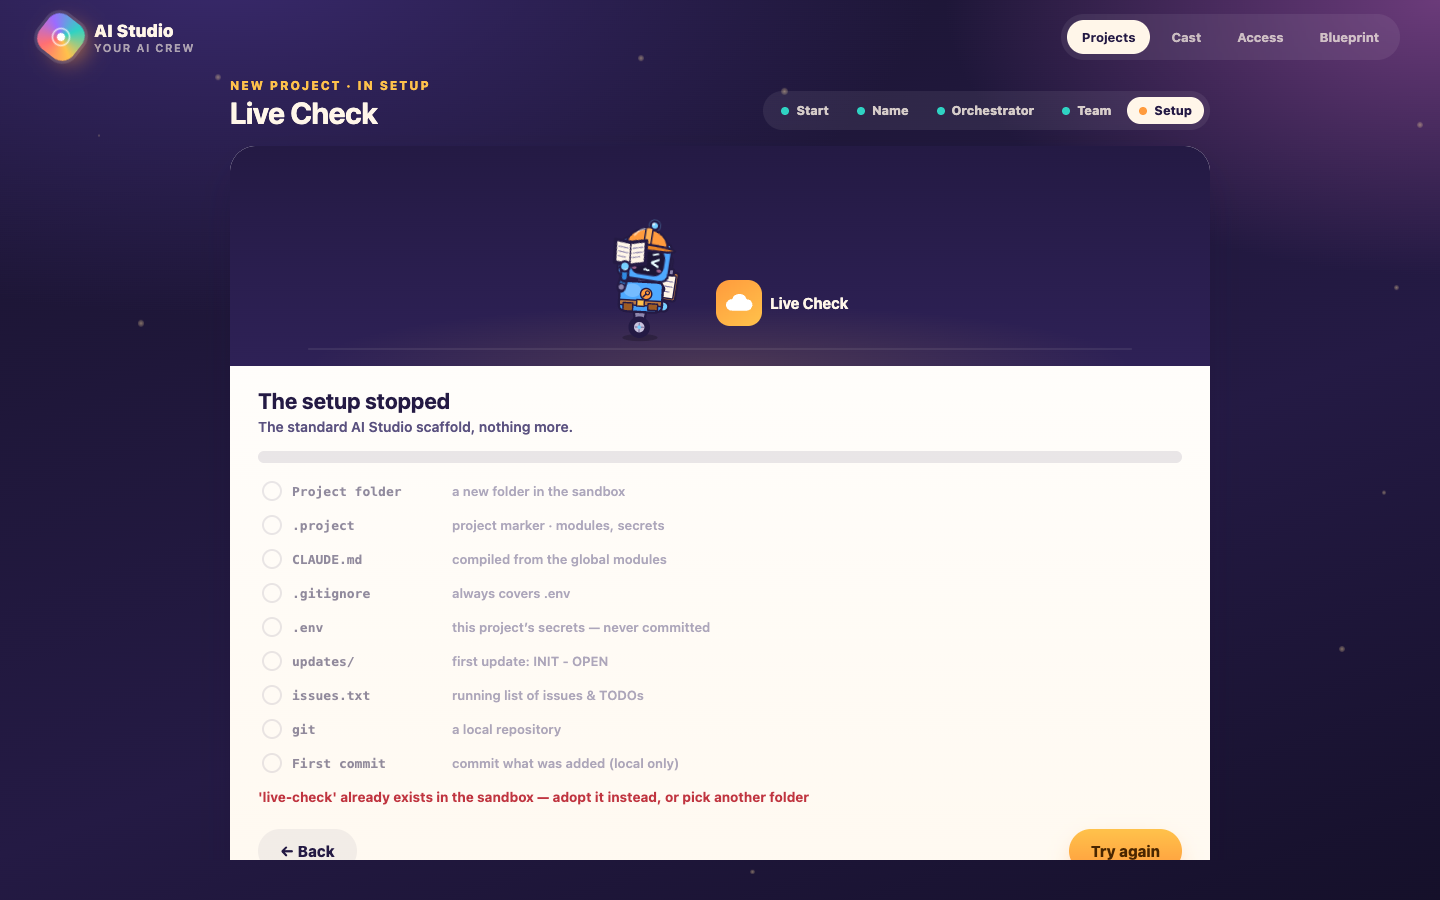 AI Studio
YOUR AI CREW
Projects
Cast
Access
Blueprint
NEW PROJECT · IN SETUP
Live Check
Start
Name
Orchestrator
Team
Setup
Live Check
The setup stopped
The standard AI Studio scaffold, nothing more.
Project folder a new folder in the sandbox
.project project marker · modules, secrets
CLAUDE.md compiled from the global modules
.gitignore always covers .env
.env this project's secrets — never committed
updates/ first update: INIT - OPEN
issues.txt running list of issues & TODOs
git a local repository
First commit commit what was added (local only)
'live-check' already exists in the sandbox — adopt it instead, or pick another folder
← Back
Try again